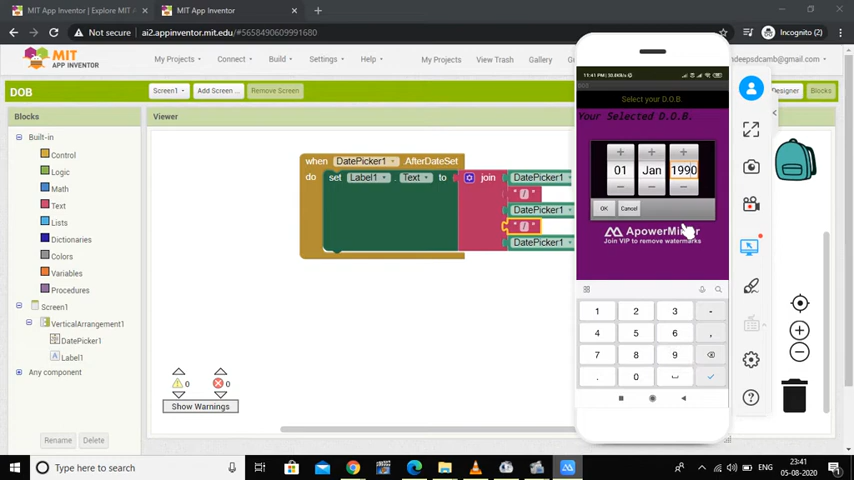 MIT App Inventor | Explore MIT A
MIT App Inventor
Not secure
ai2.appinventor.mit.edu/#5658490609991680
Incognito (2)
MIT
APP INVENTOR
My Projects
Connect
Build
Settings
Help
My Projects
View Trash
Gallery
deepsdcamb@gmail.com
DOB
Screen1
Add Screen ...
Remove Screen
Designer
Blocks
Blocks
Viewer
Built-in
Control
Logic
Math
Text
Lists
Dictionaries
Colors
Variables
Procedures
Screen1
VerticalArrangement1
DatePicker1
Label1
Any component
Rename
Delete
when DatePicker1 .AfterDateSet
do set Label1 . Text to join DatePicker1
" / "
DatePicker1
" / "
DatePicker1
0
0
Show Warnings
DOB
Select your D.O.B
Your Selected D.O.B.
+ + +
01 Jan 1990
− − −
OK Cancel
ApowerMirror
Join VIP to remove watermarks
1 2 3 -
4 5 6 ,
7 8 9
. 0
Type here to search
ENG
23:41
05-08-2020